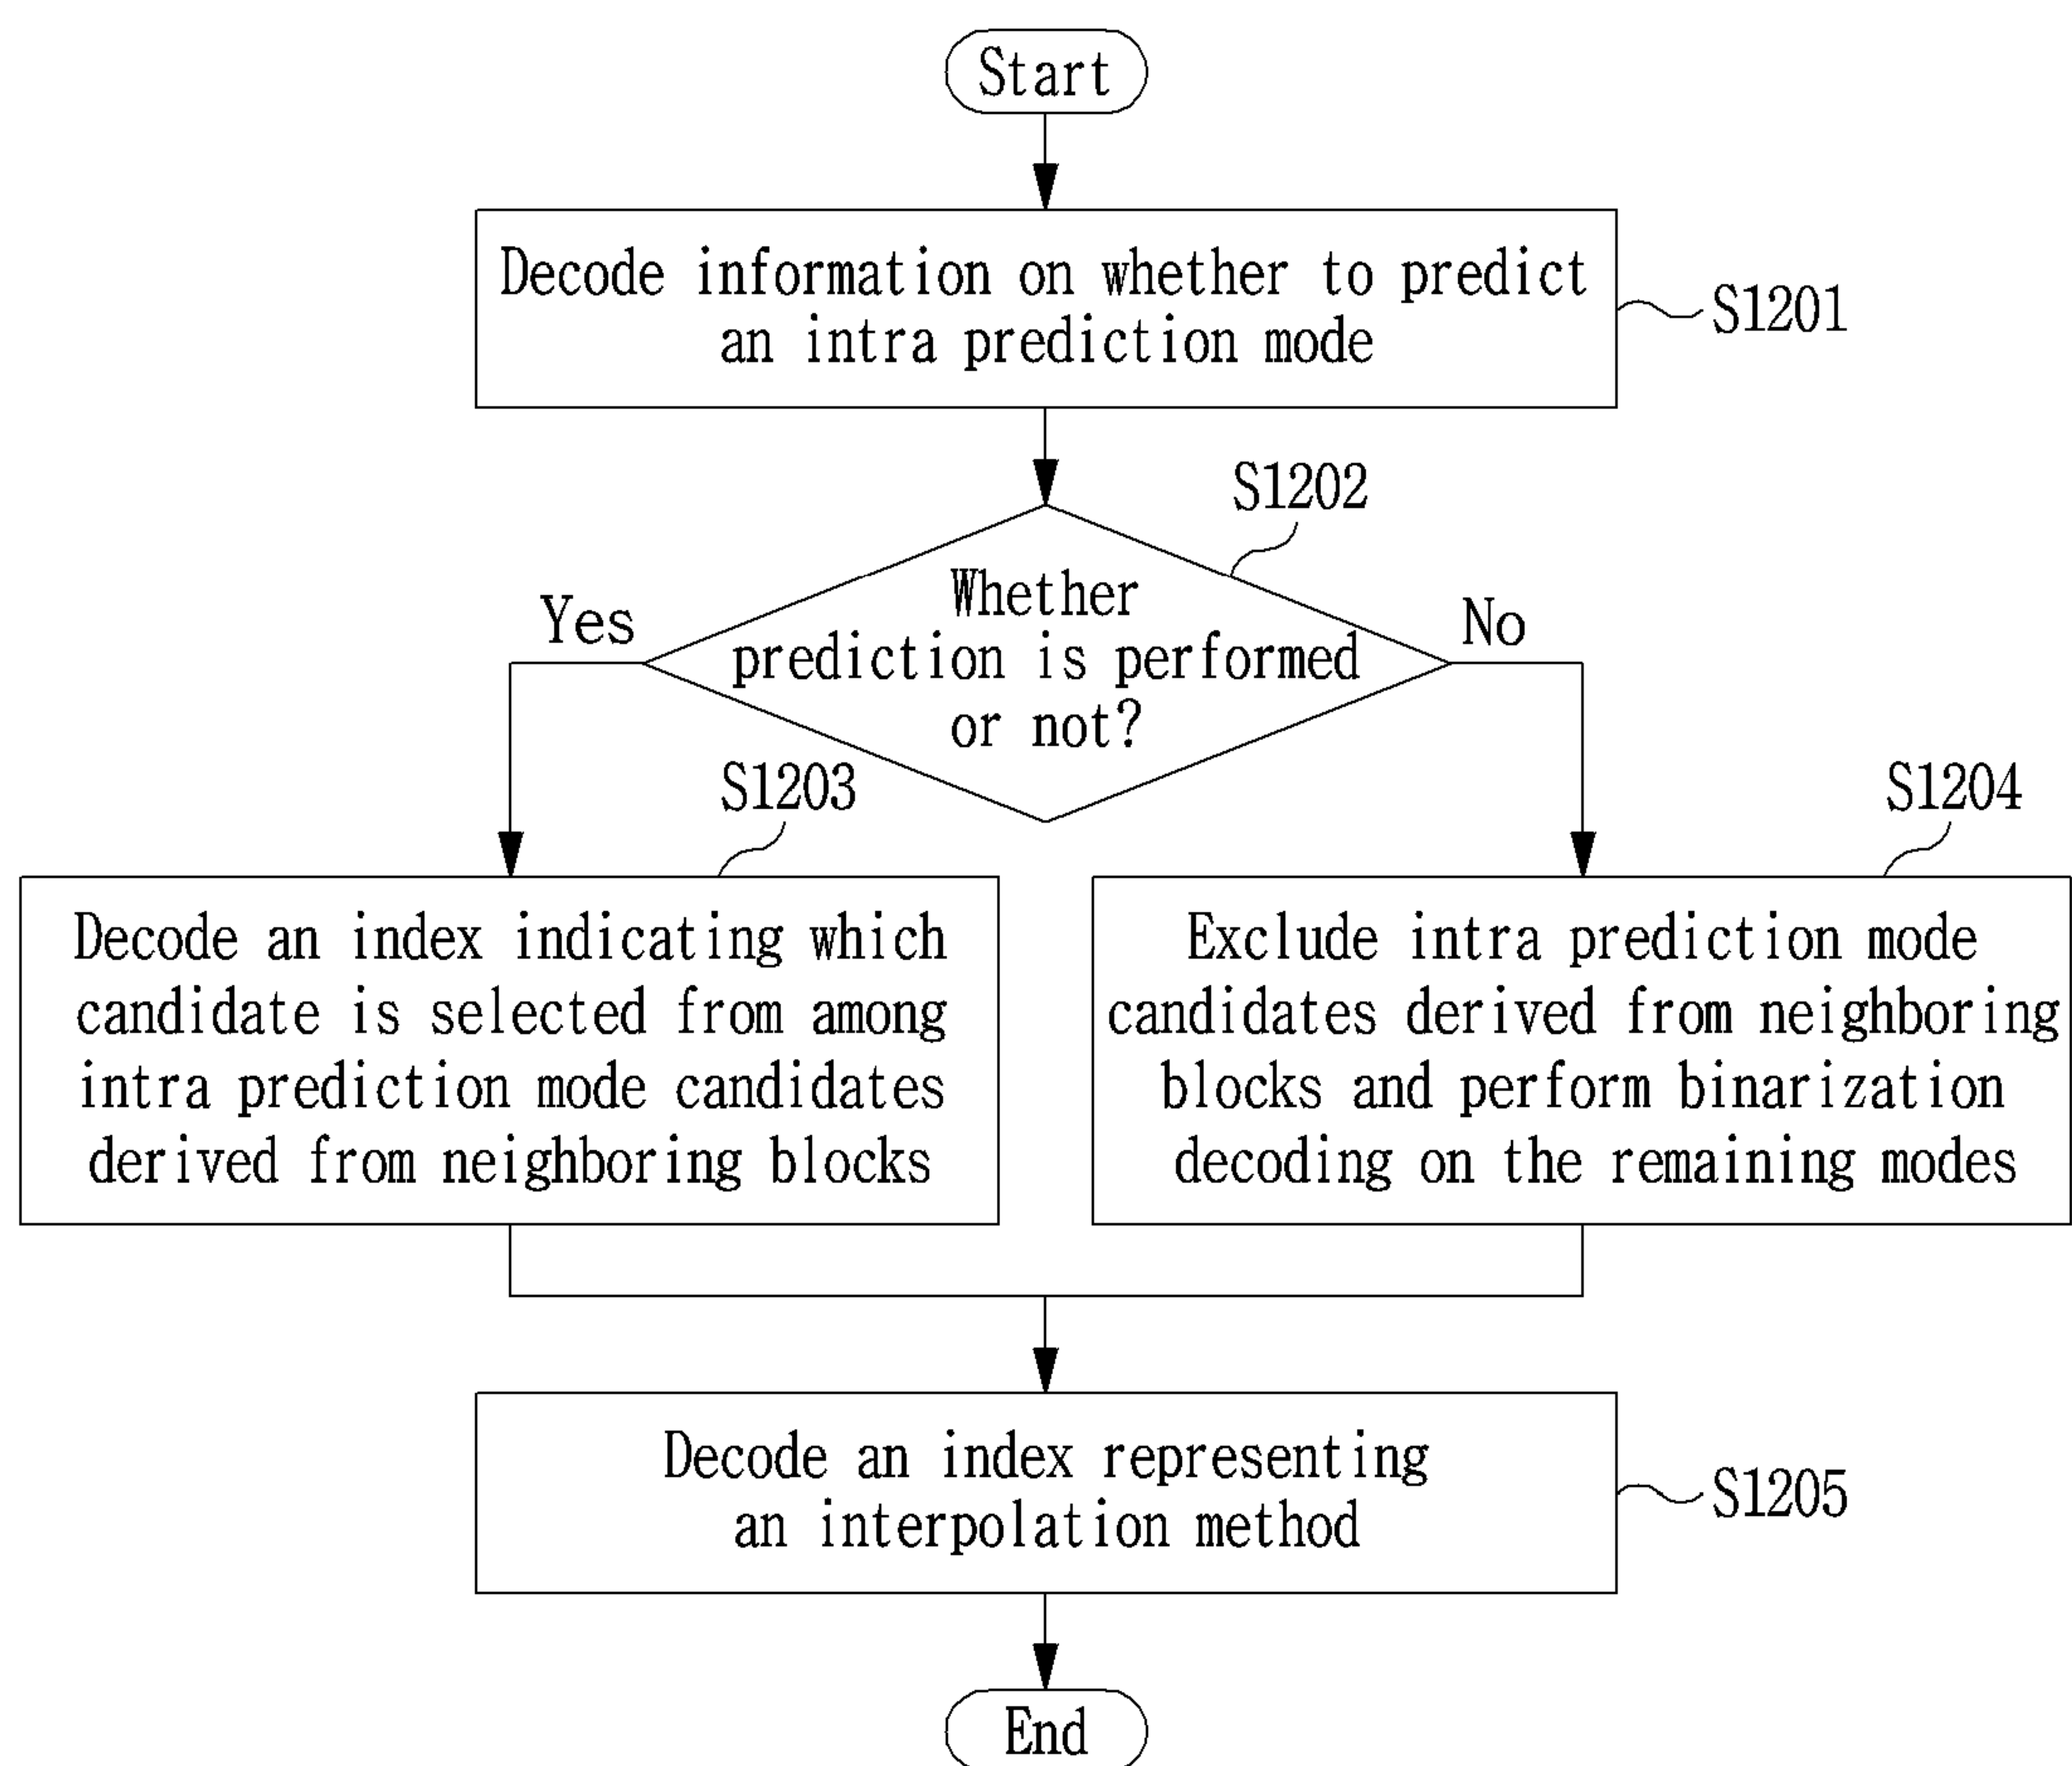 Start
Decode information on whether to predict
an intra prediction mode
S1201
S1202
Whether
prediction is performed
or not?
Yes
No
S1203
Decode an index indicating which
candidate is selected from among
intra prediction mode candidates
derived from neighboring blocks
S1204
Exclude intra prediction mode
candidates derived from neighboring
blocks and perform binarization
decoding on the remaining modes
Decode an index representing
an interpolation method
S1205
End